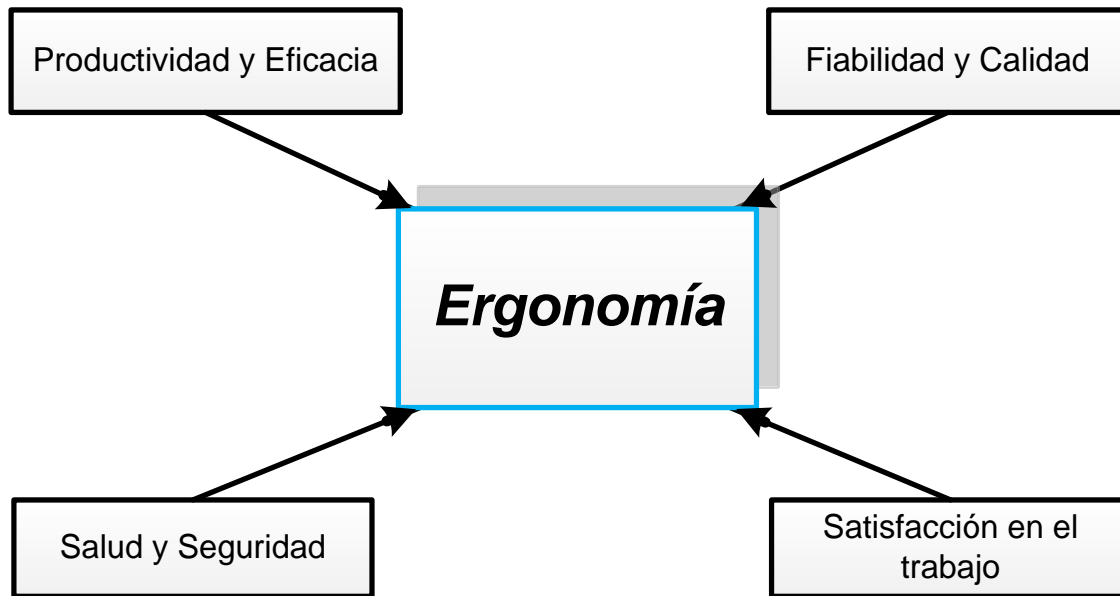 Productividad y Eficacia
Fiabilidad y Calidad
Ergonomía
Salud y Seguridad
Satisfacción en el
trabajo